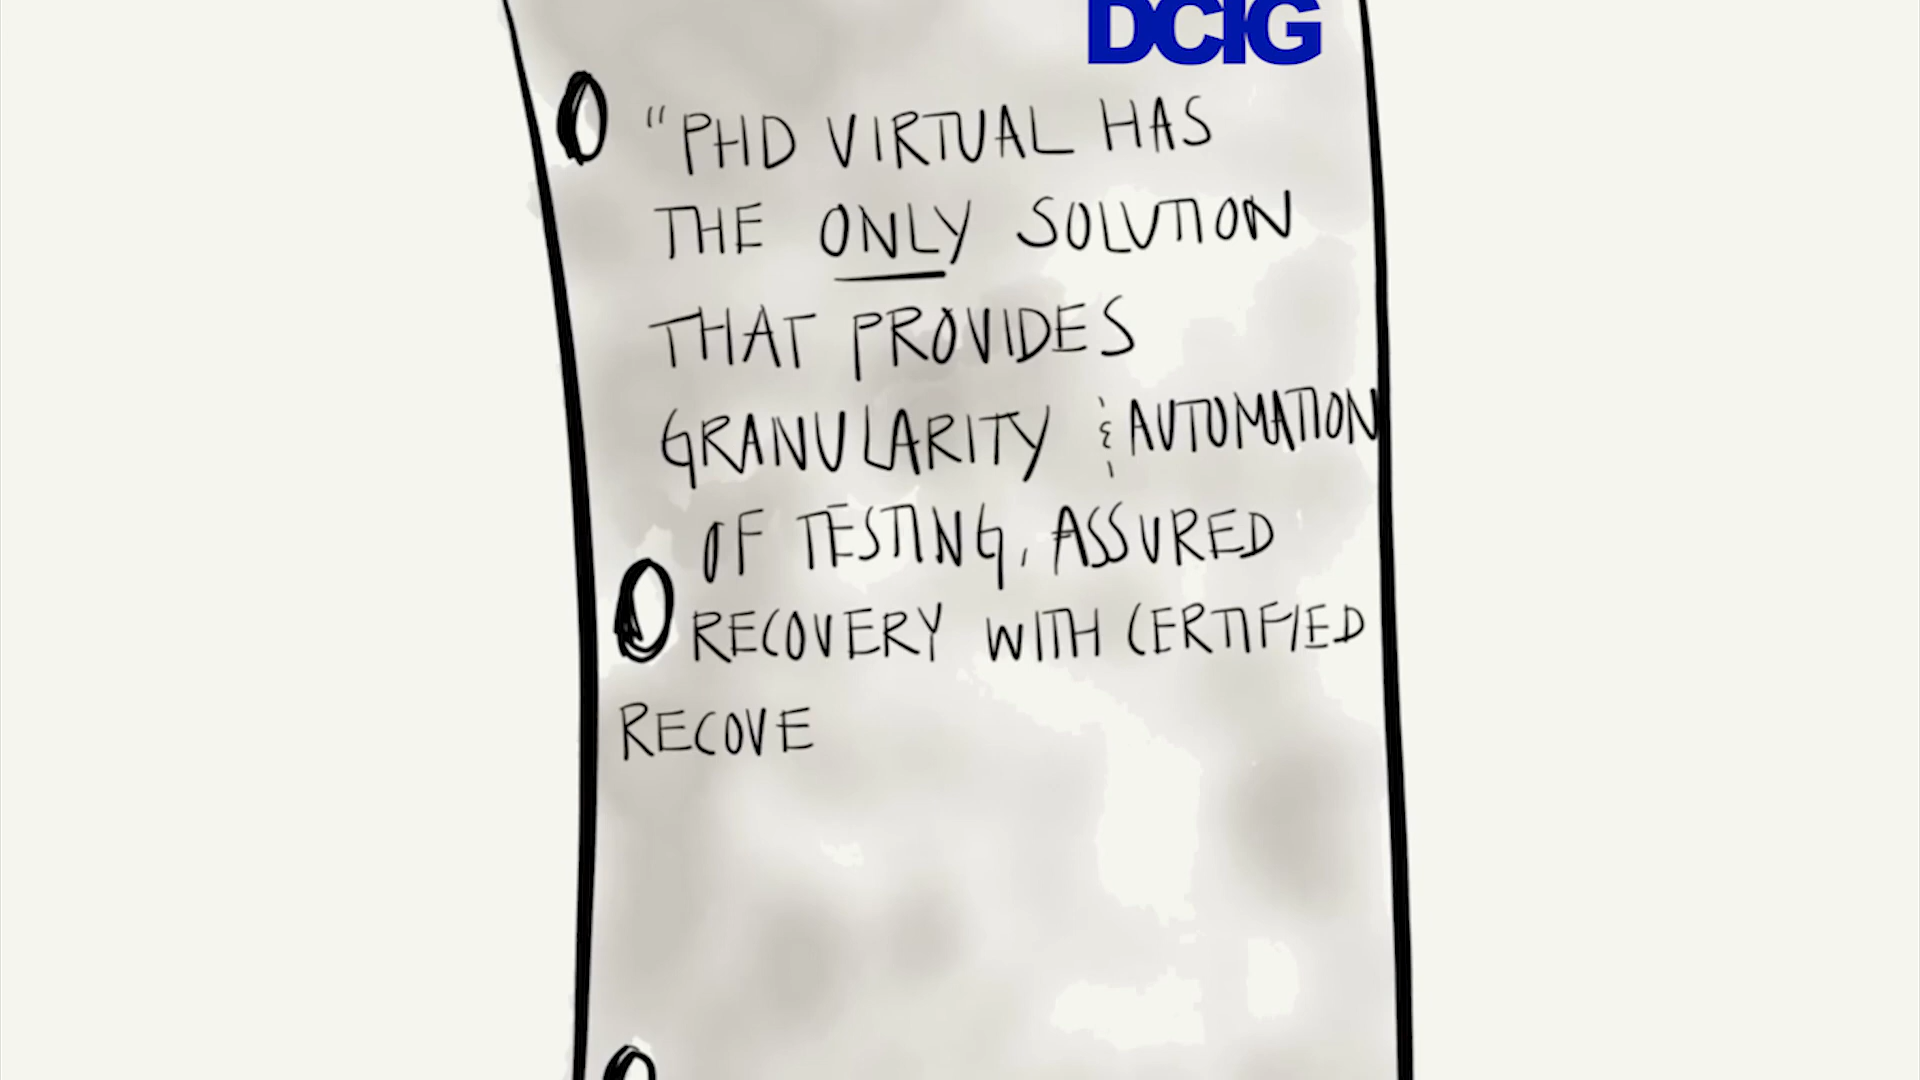 DCIG
“PHD VIRTUAL HAS
THE ONLY SOLUTION
THAT PROVIDES
GRANULARITY & AUTOMATION
OF TESTING, ASSURED
RECOVERY WITH CERTIFIED
RECOVE